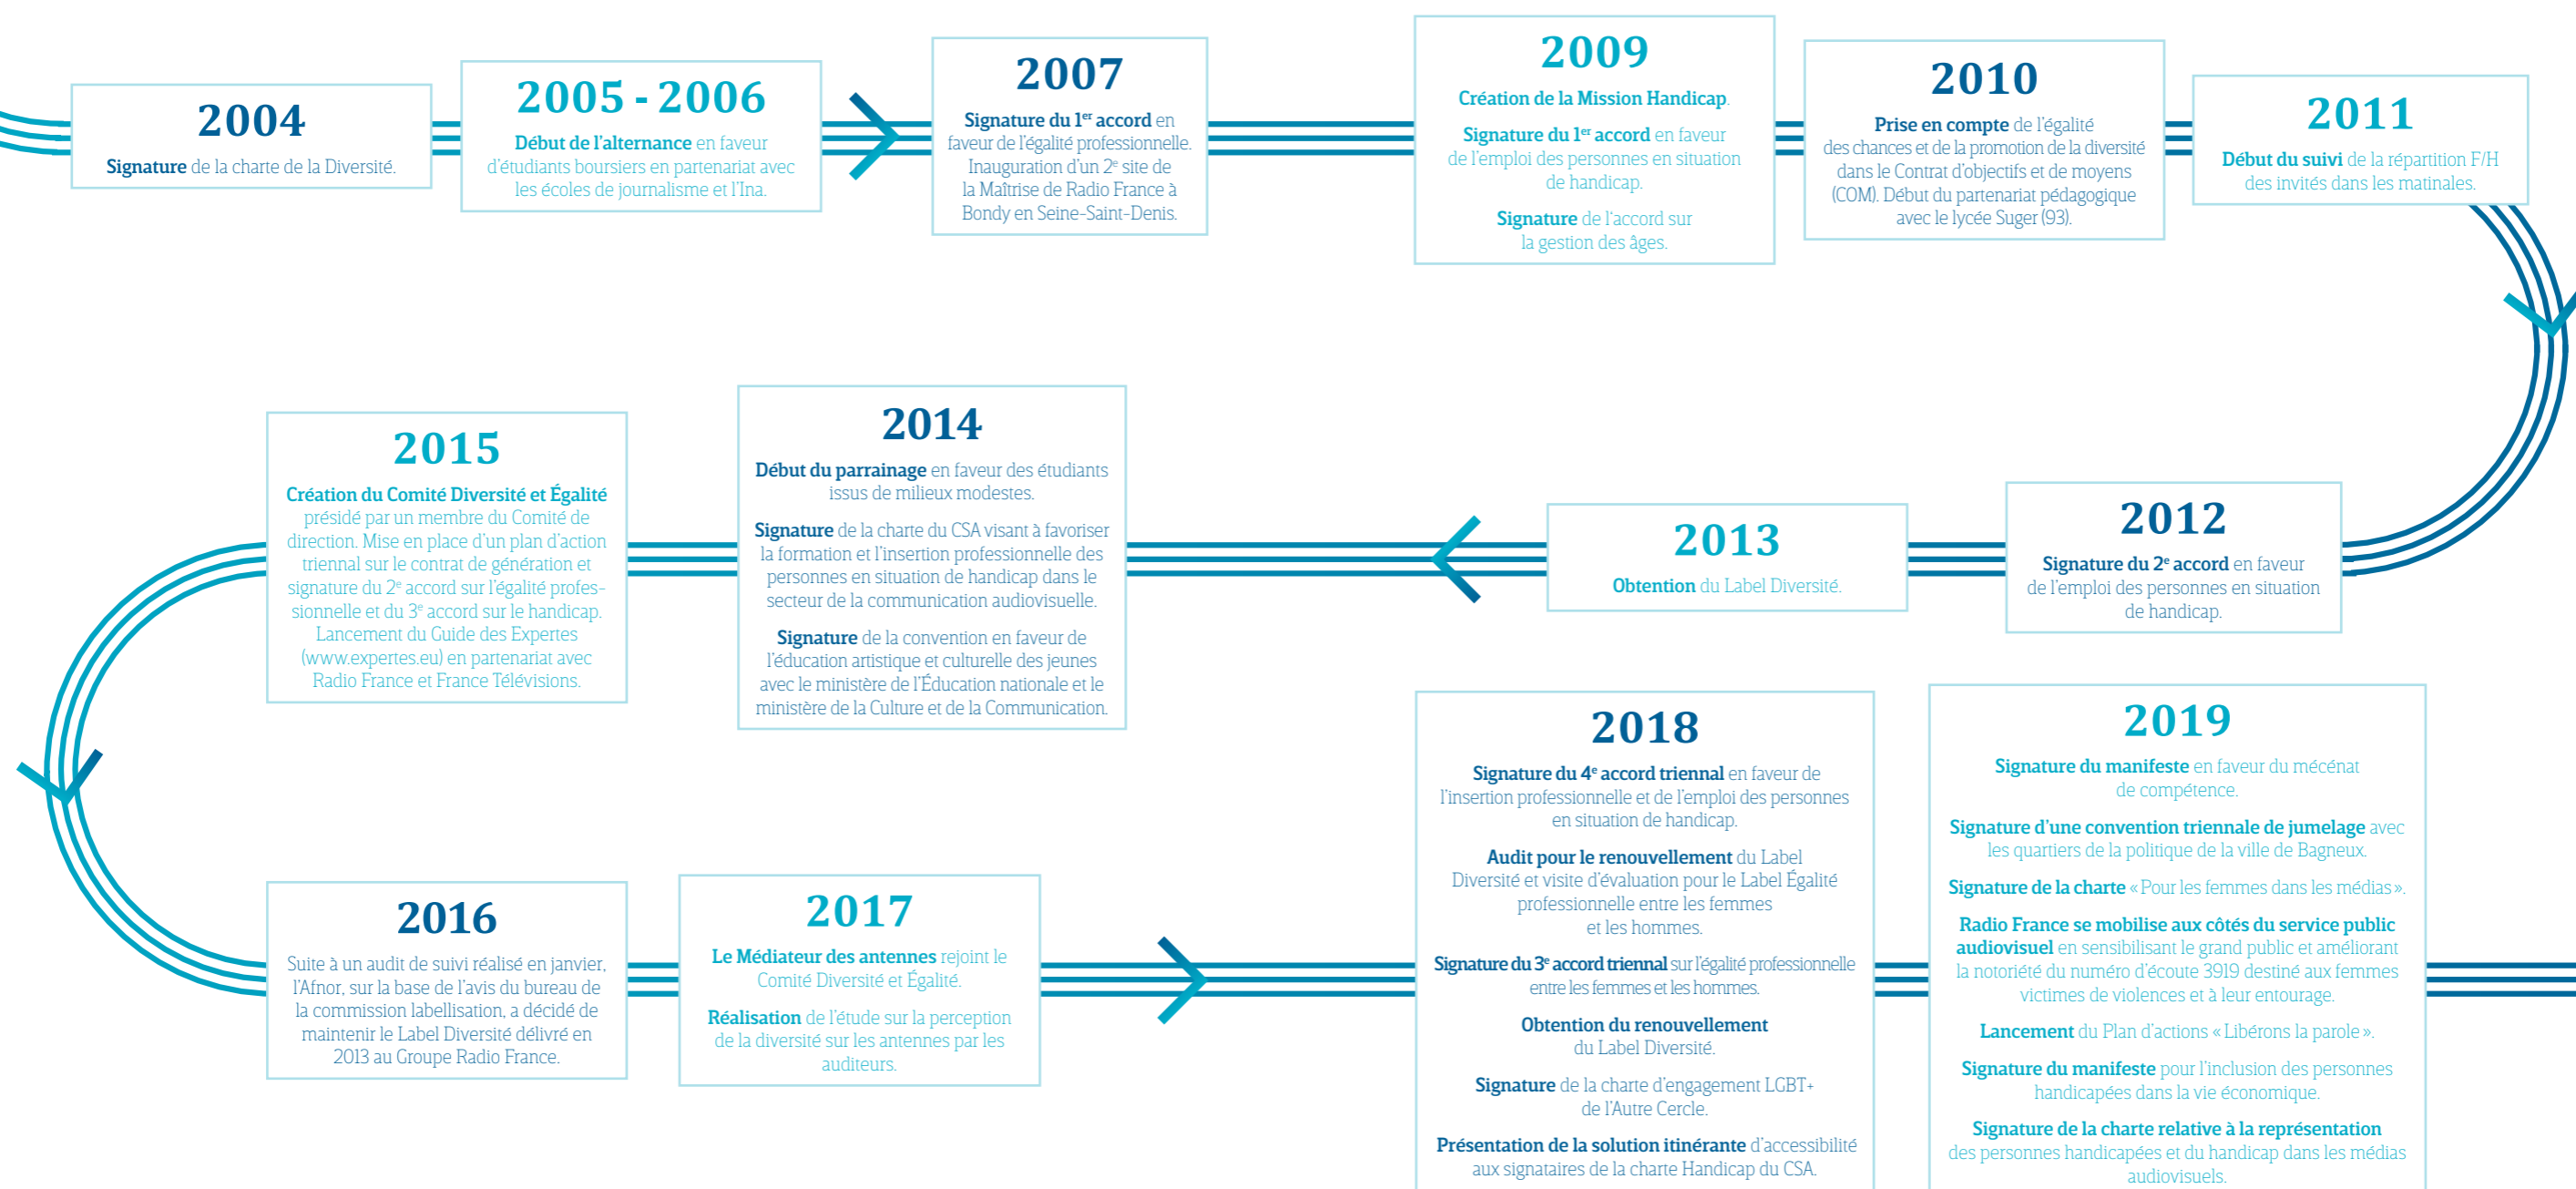 2004
Signature de la charte de la Diversité.
2005 - 2006
Début de l'alternance en faveur
d'étudiants boursiers en partenariat avec
les écoles de journalisme et l'Ina.
2007
Signature du 1er accord en
faveur de l'égalité professionnelle.
Inauguration d'un 2e site de
la Maîtrise de Radio France à
Bondy en Seine-Saint-Denis.
2009
Création de la Mission Handicap.
Signature du 1er accord en faveur
de l'emploi des personnes en situation
de handicap.
Signature de l'accord sur
la gestion des âges.
2010
Prise en compte de l'égalité
des chances et de la promotion de la diversité
dans le Contrat d'objectifs et de moyens
(COM). Début du partenariat pédagogique
avec le lycée Suger (93).
2011
Début du suivi de la répartition F/H
des invités dans les matinales.
2012
Signature du 2e accord en faveur
de l'emploi des personnes en situation
de handicap.
2013
Obtention du Label Diversité.
2014
Début du parrainage en faveur des étudiants
issus de milieux modestes.
Signature de la charte du CSA visant à favoriser
la formation et l'insertion professionnelle des
personnes en situation de handicap dans le
secteur de la communication audiovisuelle.
Signature de la convention en faveur de
l'éducation artistique et culturelle des jeunes
avec le ministère de l'Éducation nationale et le
ministère de la Culture et de la Communication.
2015
Création du Comité Diversité et Égalité
présidé par un membre du Comité de
direction. Mise en place d'un plan d'action
triennal sur le contrat de génération et
signature du 2e accord sur l'égalité profes-
sionnelle et du 3e accord sur le handicap.
Lancement du Guide des Expertes
(www.expertes.eu) en partenariat avec
Radio France et France Télévisions.
2016
Suite à un audit de suivi réalisé en janvier,
l'Afnor, sur la base de l'avis du bureau de
la commission labellisation, a décidé de
maintenir le Label Diversité délivré en
2013 au Groupe Radio France.
2017
Le Médiateur des antennes rejoint le
Comité Diversité et Égalité.
Réalisation de l'étude sur la perception
de la diversité sur les antennes par les
auditeurs.
2018
Signature du 4e accord triennal en faveur de
l'insertion professionnelle et de l'emploi des personnes
en situation de handicap.
Audit pour le renouvellement du Label
Diversité et visite d'évaluation pour le Label Égalité
professionnelle entre les femmes
et les hommes.
Signature du 3e accord triennal sur l'égalité professionnelle
entre les femmes et les hommes.
Obtention du renouvellement
du Label Diversité.
Signature de la charte d'engagement LGBT+
de l'Autre Cercle.
Présentation de la solution itinérante d'accessibilité
aux signataires de la charte Handicap du CSA.
2019
Signature du manifeste en faveur du mécénat
de compétence.
Signature d'une convention triennale de jumelage avec
les quartiers de la politique de la ville de Bagneux.
Signature de la charte « Pour les femmes dans les médias ».
Radio France se mobilise aux côtés du service public
audiovisuel en sensibilisant le grand public et améliorant
la notoriété du numéro d'écoute 3919 destiné aux femmes
victimes de violences et à leur entourage.
Lancement du Plan d'actions « Libérons la parole ».
Signature du manifeste pour l'inclusion des personnes
handicapées dans la vie économique.
Signature de la charte relative à la représentation
des personnes handicapées et du handicap dans les médias
audiovisuels.